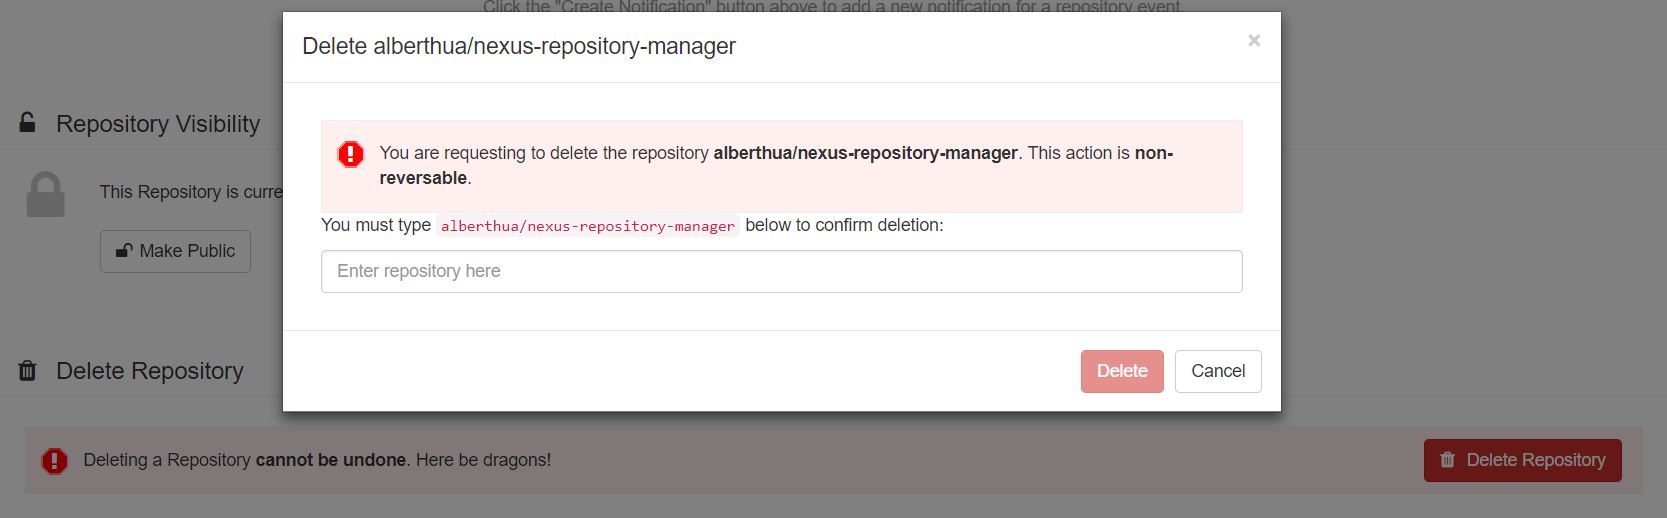 Click the "Create Notification" button above to add a new notification for a repository event.
Delete alberthua/nexus-repository-manager
×
Repository Visibility
You are requesting to delete the repository alberthua/nexus-repository-manager. This action is non-
reversable.
This Repository is curre
You must type alberthua/nexus-repository-manager below to confirm deletion:
Make Public
Enter repository here
Delete Repository
Delete Cancel
Deleting a Repository cannot be undone. Here be dragons!
Delete Repository